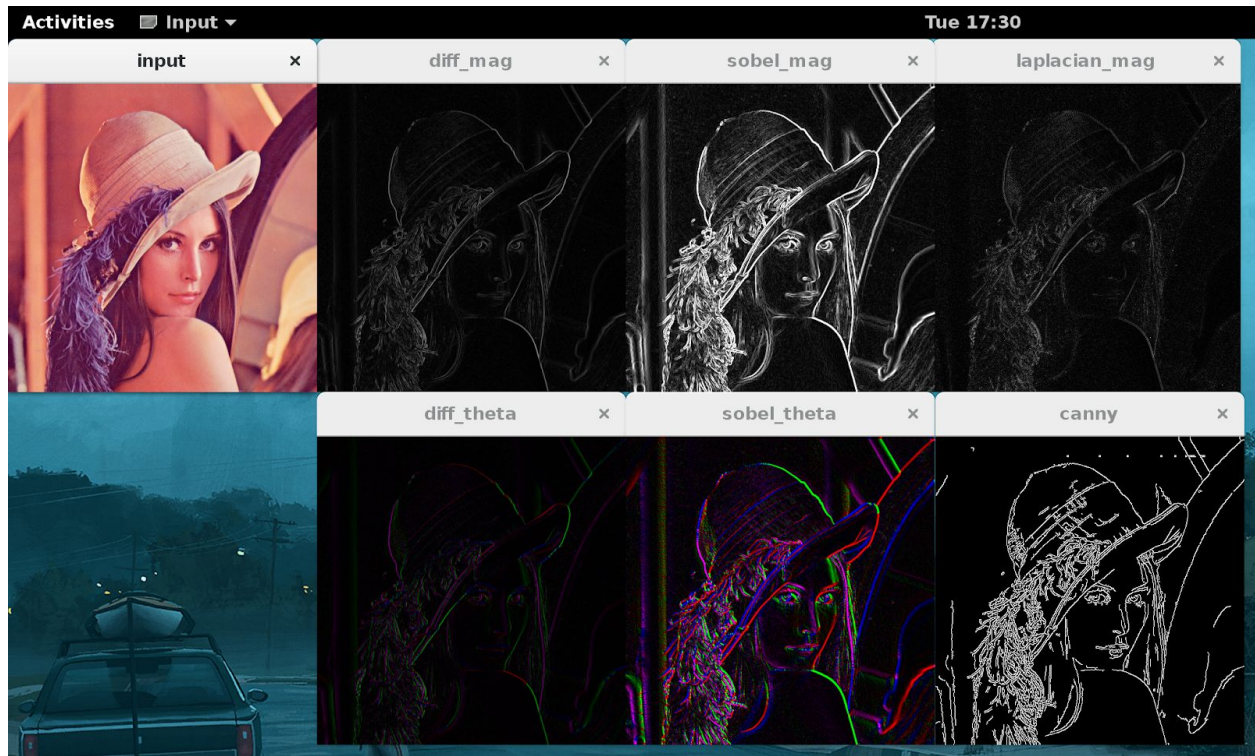 Activities Input Tue 17:30
input diff_mag sobel_mag laplacian_mag
diff_theta sobel_theta canny